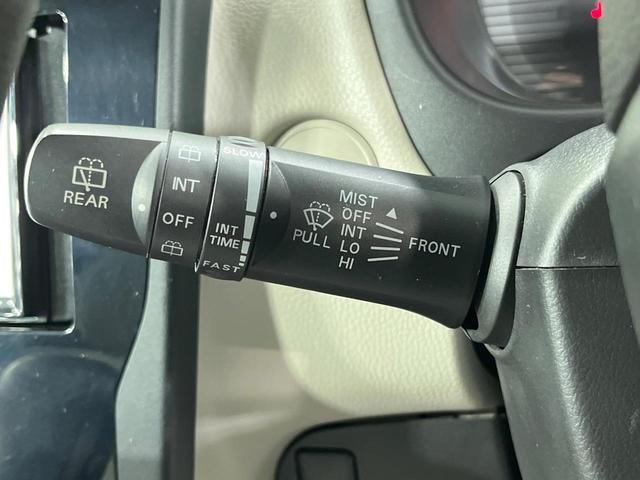 REAR
INT
OFF
SLOW
INT
TIME
FAST
PULL
MIST
OFF
INT
LO
HI
FRONT